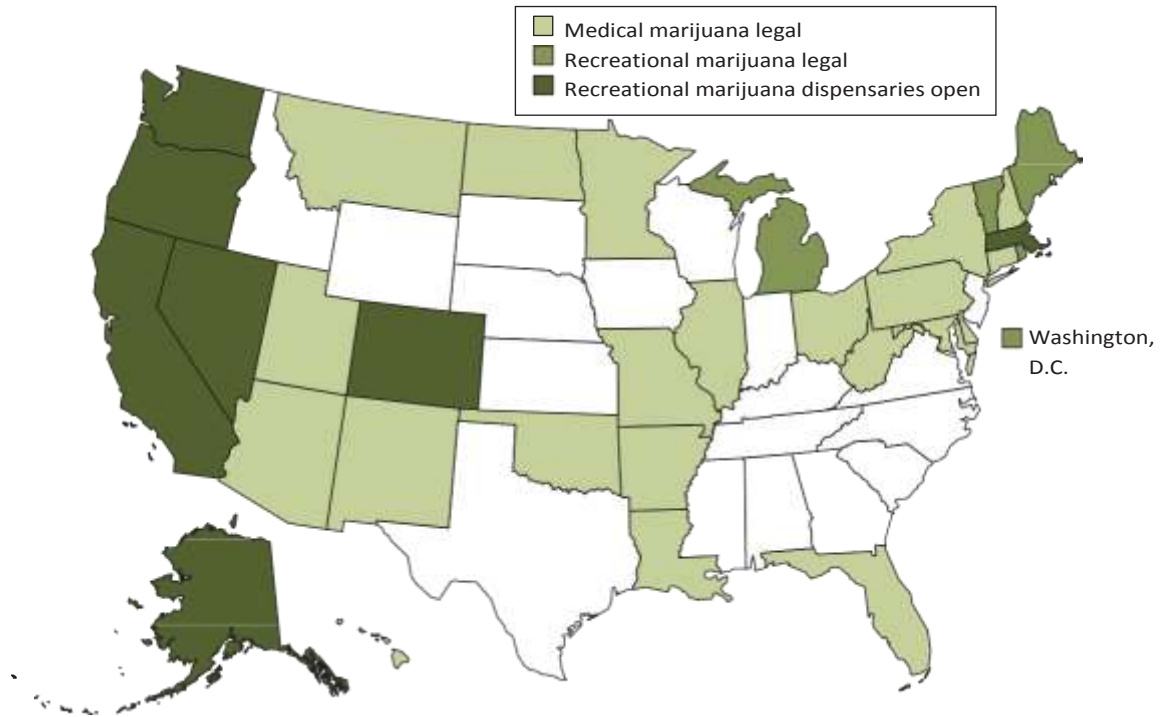 Medical marijuana legal
Recreational marijuana legal
Recreational marijuana dispensaries open
Washington,
D.C.